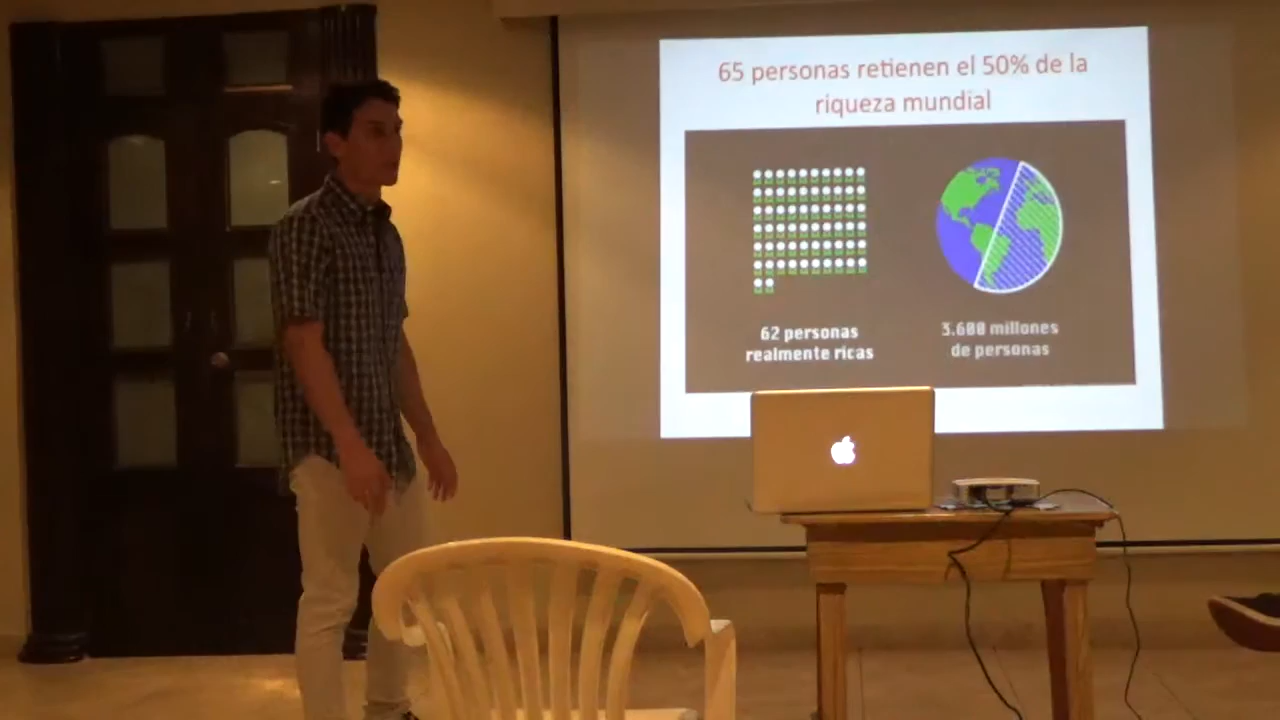 65 personas retienen el 50% de la
riqueza mundial
62 personas
realmente ricas
3.600 millones
de personas